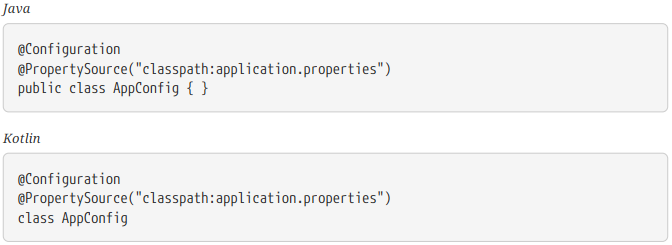 Java
@Configuration
@PropertySource("classpath:application.properties")
public class AppConfig { }
Kotlin
@Configuration
@PropertySource("classpath:application.properties")
class AppConfig